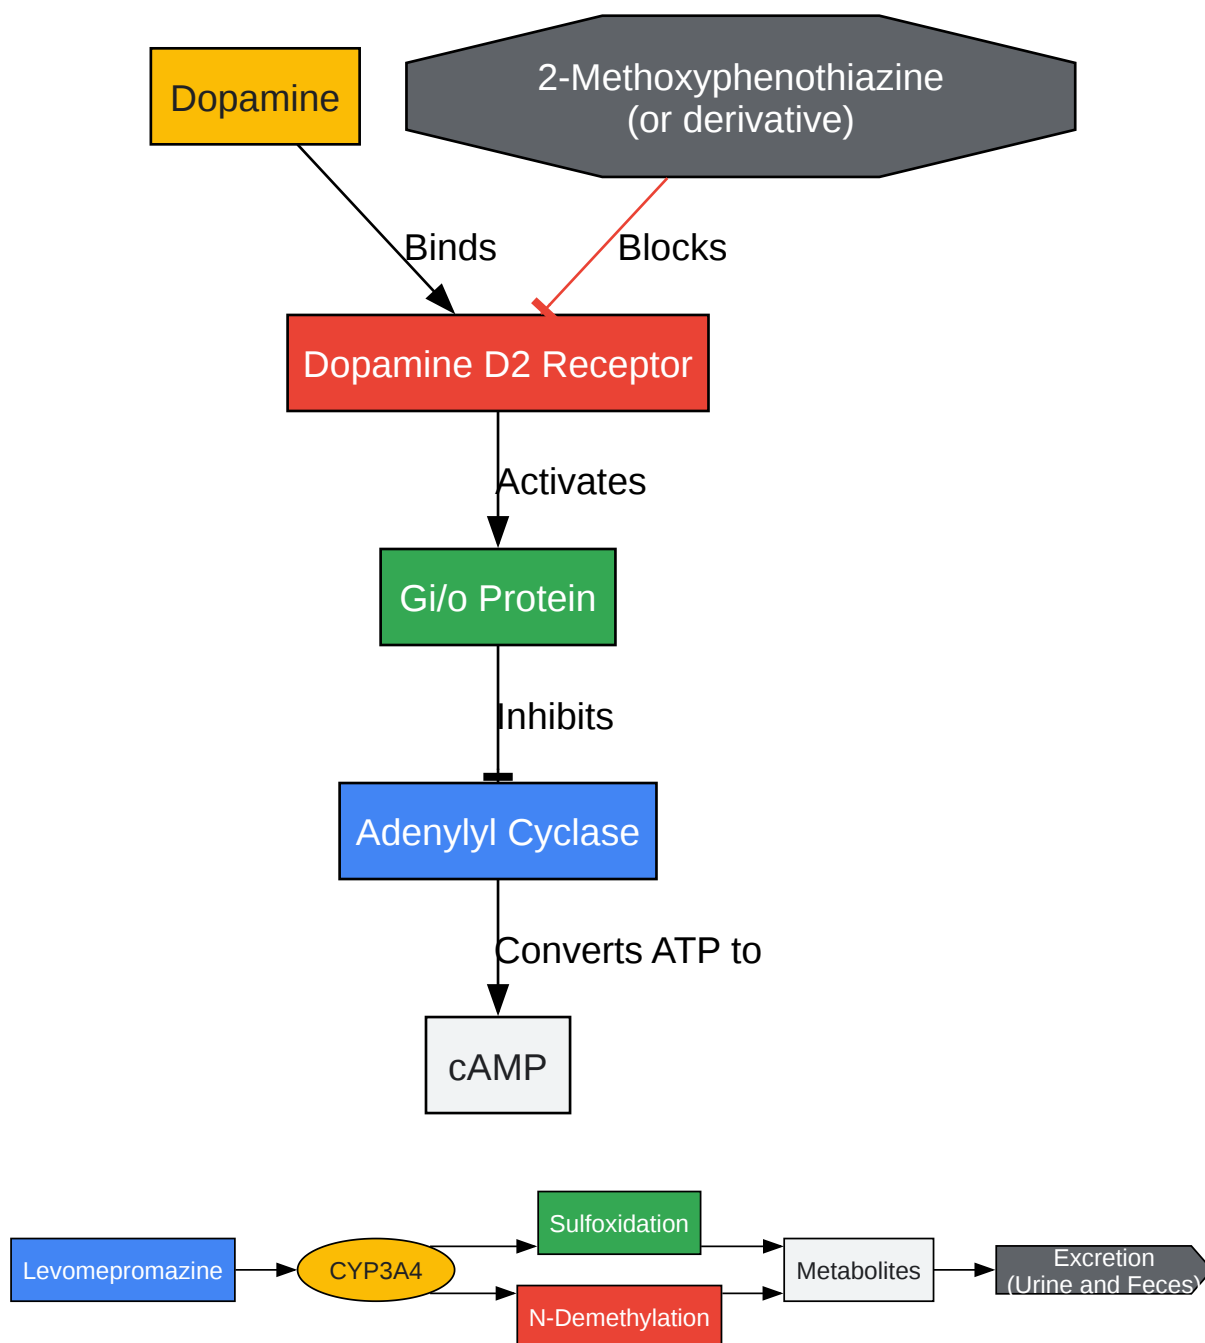 Dopamine
2-Methoxyphenothiazine
(or derivative)
Binds
Blocks
Dopamine D2 Receptor
Activates
Gi/o Protein
Inhibits
Adenylyl Cyclase
Converts ATP to
cAMP
Levomepromazine
CYP3A4
Sulfoxidation
N-Demethylation
Metabolites
Excretion
(Urine and Feces)